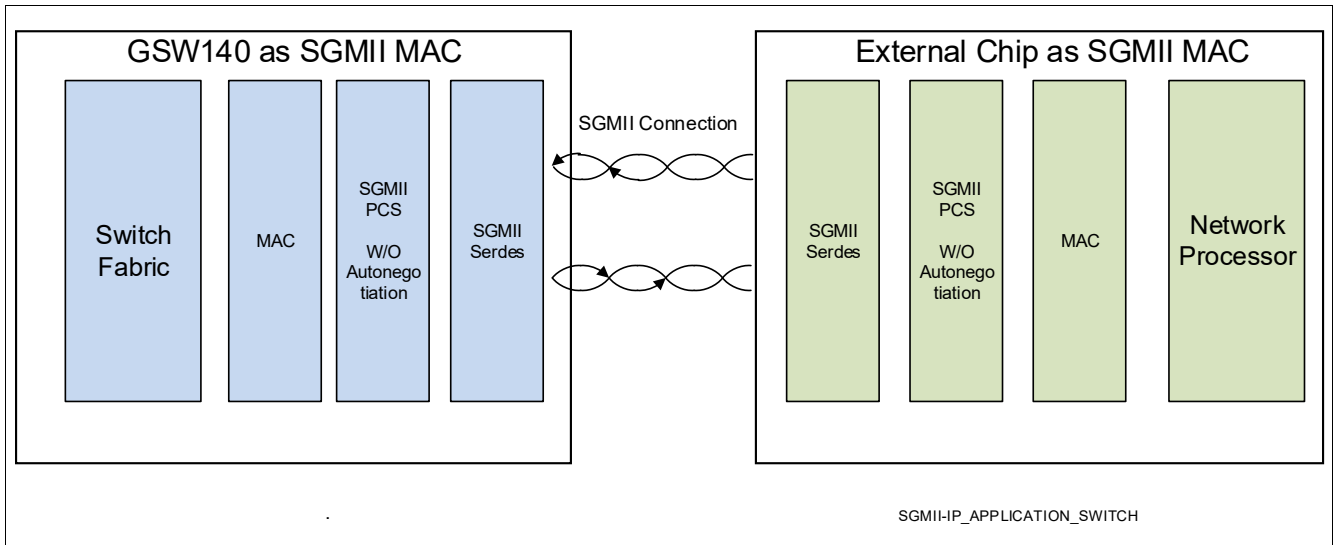 GSW140 as SGMII MAC
External Chip as SGMII MAC
SGMII Connection
Switch
Fabric
MAC
SGMII
PCS
W/O
Autonego
tiation
SGMII
Serdes
SGMII
Serdes
SGMII
PCS
W/O
Autonego
tiation
MAC
Network
Processor
.
SGMII-IP_APPLICATION_SWITCH